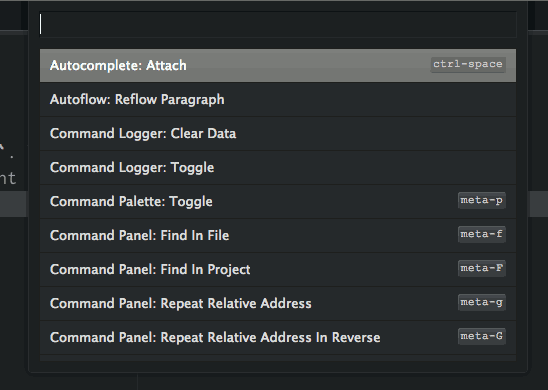 Autocomplete: Attach ctrl-space
Autoflow: Reflow Paragraph
Command Logger: Clear Data
Command Logger: Toggle
Command Palette: Toggle meta-p
Command Panel: Find In File meta-f
Command Panel: Find In Project meta-F
Command Panel: Repeat Relative Address meta-g
Command Panel: Repeat Relative Address In Reverse meta-G